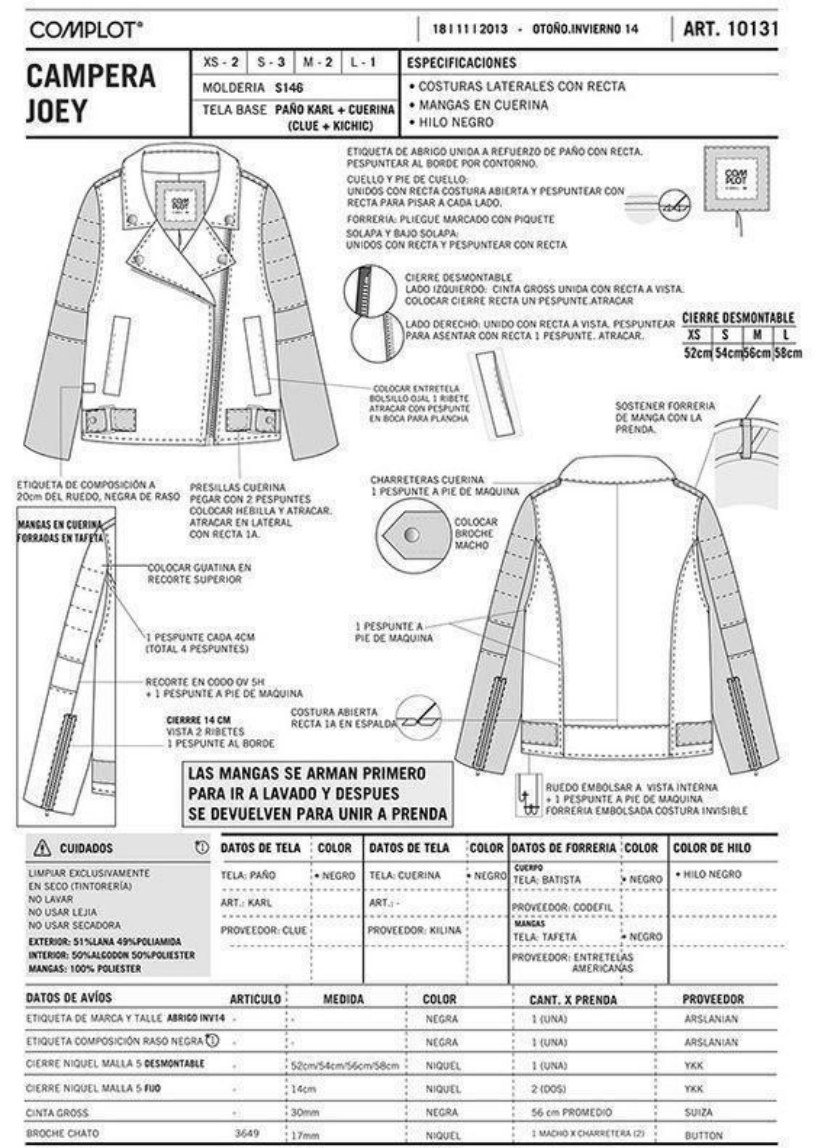 COMPLOT®
18|11|2013 - OTOÑO.INVIERNO 14
ART. 10131
CAMPERA
JOEY
XS - 2 S - 3 M - 2 L - 1
MOLDERIA S146
TELA BASE PAÑO KARL + CUERINA
(CLUE + KICHIC)
ESPECIFICACIONES
• COSTURAS LATERALES CON RECTA
• MANGAS EN CUERINA
• HILO NEGRO
ETIQUETA DE ABRIGO UNIDA A REFUERZO DE PAÑO CON RECTA.
PESPUNTEAR AL BORDE POR CONTORNO.
CUELLO Y PIE DE CUELLO:
UNIDOS CON RECTA COSTURA ABIERTA Y PESPUNTEAR CON
RECTA PARA PISAR A CADA LADO.
FORRERIA: PLIEGUE MARCADO CON PIQUETE
SOLAPA Y BAJO SOLAPA:
UNIDOS CON RECTA Y PESPUNTEAR CON RECTA
COM
PLOT
COM
PLOT
CIERRE DESMONTABLE
LADO IZQUIERDO: CINTA GROSS UNIDA CON RECTA A VISTA.
COLOCAR CIERRE RECTA UN PESPUNTE.ATRACAR
LADO DERECHO: UNIDO CON RECTA A VISTA. PESPUNTEAR
PARA ASENTAR CON RECTA 1 PESPUNTE. ATRACAR.
CIERRE DESMONTABLE
XS S M L
52cm 54cm 56cm 58cm
COLOCAR ENTRETELA
BOLSILLO OJAL 1 RIBETE
ATRACAR CON PESPUNTE
EN BOCA PARA PLANCHA
SOSTENER FORRERIA
DE MANGA CON LA
PRENDA.
ETIQUETA DE COMPOSICIÓN A
20cm DEL RUEDO, NEGRA DE RASO
PRESILLAS CUERINA
PEGAR CON 2 PESPUNTES
COLOCAR HEBILLA Y ATRACAR.
ATRACAR EN LATERAL
CON RECTA 1A.
CHARRETERAS CUERINA
1 PESPUNTE A PIE DE MAQUINA
COLOCAR
BROCHE
MACHO
MANGAS EN CUERINA
FORRADAS EN TAFETA
COLOCAR GUATINA EN
RECORTE SUPERIOR
1 PESPUNTE CADA 4CM
(TOTAL 4 PESPUNTES)
1 PESPUNTE A
PIE DE MAQUINA
RECORTE EN CODO OV 5H
+ 1 PESPUNTE A PIE DE MAQUINA
CIERRRE 14 CM
VISTA 2 RIBETES
1 PESPUNTE AL BORDE
COSTURA ABIERTA
RECTA 1A EN ESPALDA
LAS MANGAS SE ARMAN PRIMERO
PARA IR A LAVADO Y DESPUES
SE DEVUELVEN PARA UNIR A PRENDA
RUEDO EMBOLSAR A VISTA INTERNA
+ 1 PESPUNTE A PIE DE MAQUINA
FORRERIA EMBOLSADA COSTURA INVISIBLE
CUIDADOS 1
LIMPIAR EXCLUSIVAMENTE
EN SECO (TINTORERÍA)
NO LAVAR
NO USAR LEJIA
NO USAR SECADORA
EXTERIOR: 51%LANA 49%POLIAMIDA
INTERIOR: 50%ALGODON 50%POLIESTER
MANGAS: 100% POLIESTER
DATOS DE TELA COLOR DATOS DE TELA COLOR DATOS DE FORRERIA COLOR COLOR DE HILO
TELA: PAÑO • NEGRO TELA: CUERINA • NEGRO CUERPO
TELA: BATISTA • NEGRO • HILO NEGRO
ART.: KARL ART.: - PROVEEDOR: CODEFIL
PROVEEDOR: CLUE PROVEEDOR: KILINA MANGAS
TELA: TAFETA • NEGRO
PROVEEDOR: ENTRETELAS
AMERICANAS
DATOS DE AVÍOS ARTICULO MEDIDA COLOR CANT. X PRENDA PROVEEDOR
ETIQUETA DE MARCA Y TALLE ABRIGO INV14 - - NEGRA 1 (UNA) ARSLANIAN
ETIQUETA COMPOSICIÓN RASO NEGRA 1 - - NEGRA 1 (UNA) ARSLANIAN
CIERRE NIQUEL MALLA 5 DESMONTABLE - 52cm/54cm/56cm/58cm NIQUEL 1 (UNA) YKK
CIERRE NIQUEL MALLA 5 FIJO - 14cm NIQUEL 2 (DOS) YKK
CINTA GROSS - 30mm NEGRA 56 cm PROMEDIO SUIZA
BROCHE CHATO 3649 17mm NIQUEL 1 MACHO X CHARRETERA (2) BUTTON